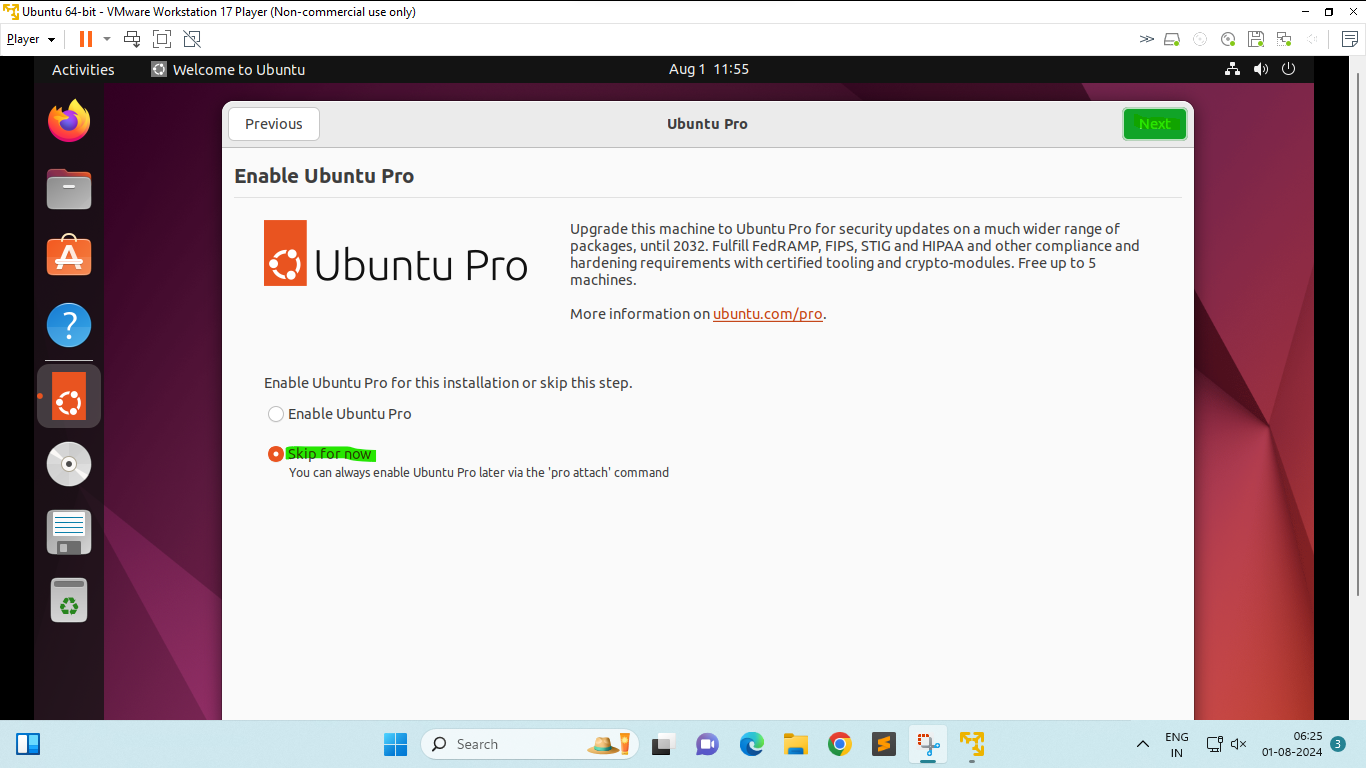 Ubuntu 64-bit - VMware Workstation 17 Player (Non-commercial use only)
Player
Activities
Welcome to Ubuntu
Aug 1 11:55
Previous
Ubuntu Pro
Next
Enable Ubuntu Pro
Ubuntu Pro
Upgrade this machine to Ubuntu Pro for security updates on a much wider range of
packages, until 2032. Fulfill FedRAMP, FIPS, STIG and HIPAA and other compliance and
hardening requirements with certified tooling and crypto-modules. Free up to 5
machines.
More information on ubuntu.com/pro.
Enable Ubuntu Pro for this installation or skip this step.
Enable Ubuntu Pro
Skip for now
You can always enable Ubuntu Pro later via the 'pro attach' command
Search
ENG
IN
06:25
01-08-2024
3